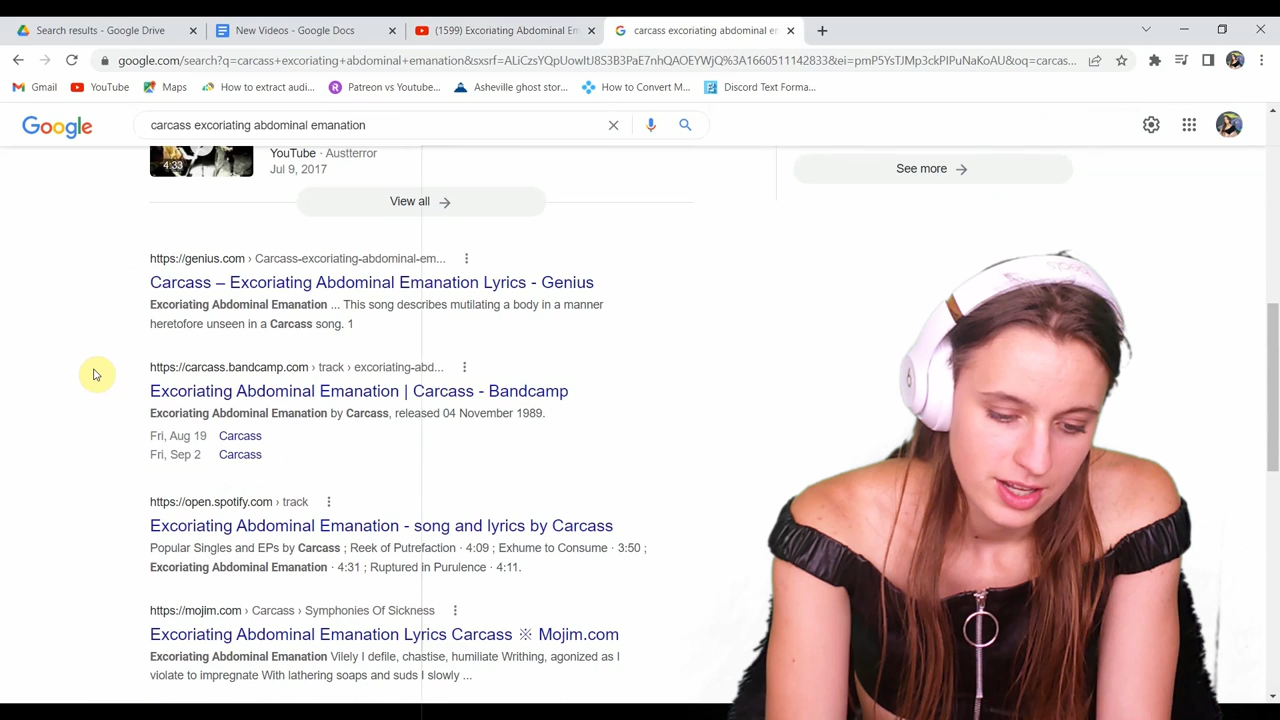 Search results - Google Drive
New Videos - Google Docs
(1599) Excoriating Abdominal Em
carcass excoriating abdominal en
google.com/search?q=carcass+excoriating+abdominal+emanation&sxsrf=ALiCzsYQpUowItJ8S3B3PaE7nhQAOEYWjQ%3A1660511142833&ei=pmP5YsTJMp3ckPIPuNaKoAU&oq=carcas...
Gmail
YouTube
Maps
How to extract audi...
Patreon vs Youtube...
Asheville ghost stor...
How to Convert M...
Discord Text Forma...
Google
carcass excoriating abdominal emanation
4:33
YouTube · Austterror
Jul 9, 2017
See more
View all
https://genius.com › Carcass-excoriating-abdominal-em...
Carcass – Excoriating Abdominal Emanation Lyrics - Genius
Excoriating Abdominal Emanation ... This song describes mutilating a body in a manner
heretofore unseen in a Carcass song. 1
https://carcass.bandcamp.com › track › excoriating-abd...
Excoriating Abdominal Emanation | Carcass - Bandcamp
Excoriating Abdominal Emanation by Carcass, released 04 November 1989.
Fri, Aug 19 Carcass
Fri, Sep 2 Carcass
https://open.spotify.com › track
Excoriating Abdominal Emanation - song and lyrics by Carcass
Popular Singles and EPs by Carcass ; Reek of Putrefaction · 4:09 ; Exhume to Consume · 3:50 ;
Excoriating Abdominal Emanation · 4:31 ; Ruptured in Purulence · 4:11.
https://mojim.com › Carcass › Symphonies Of Sickness
Excoriating Abdominal Emanation Lyrics Carcass ※ Mojim.com
Excoriating Abdominal Emanation Vilely I defile, chastise, humiliate Writhing, agonized as I
violate to impregnate With lathering soaps and suds I slowly ...